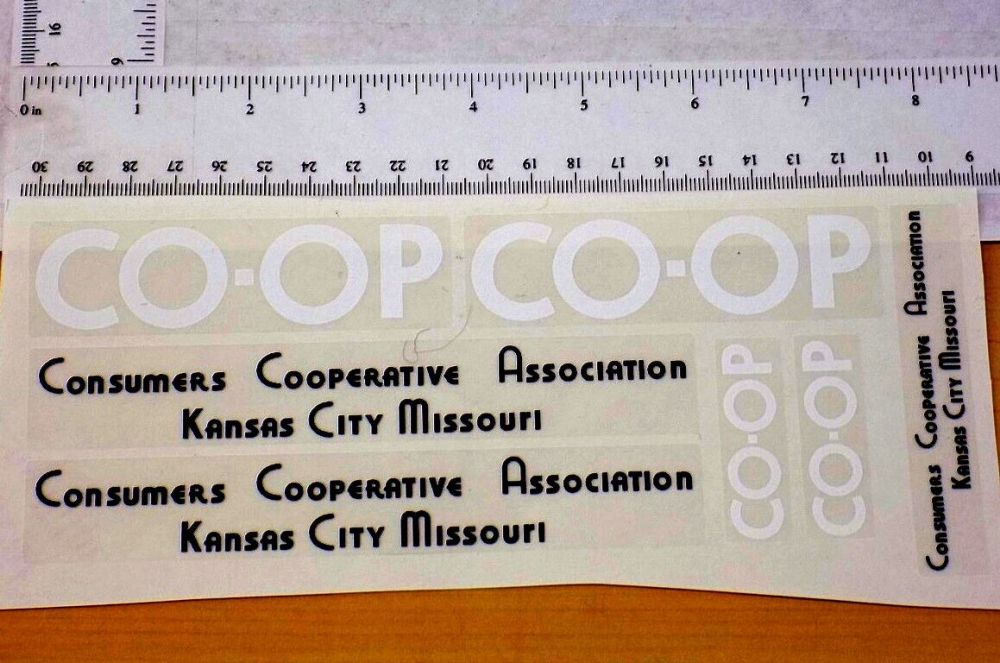 16
9
0 in 1 2 3 4 5 6 7 8
30 29 28 27 26 25 24 23 22 21 20 19 18 17 16 15 14 13 12 11 10 9
CO-OP CO-OP
Consumers Cooperative Association
Kansas City Missouri
Consumers Cooperative Association
Kansas City Missouri
CO-OP
CO-OP
Consumers Cooperative Association
Kansas City Missouri